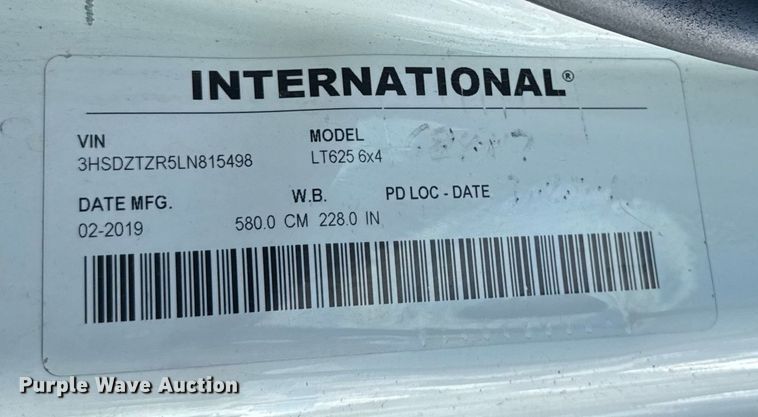 INTERNATIONAL®
VIN MODEL
3HSDZTZR5LN815498 LT625 6x4
DATE MFG. W.B. PD LOC - DATE
02-2019 580.0 CM 228.0 IN
Purple Wave Auction